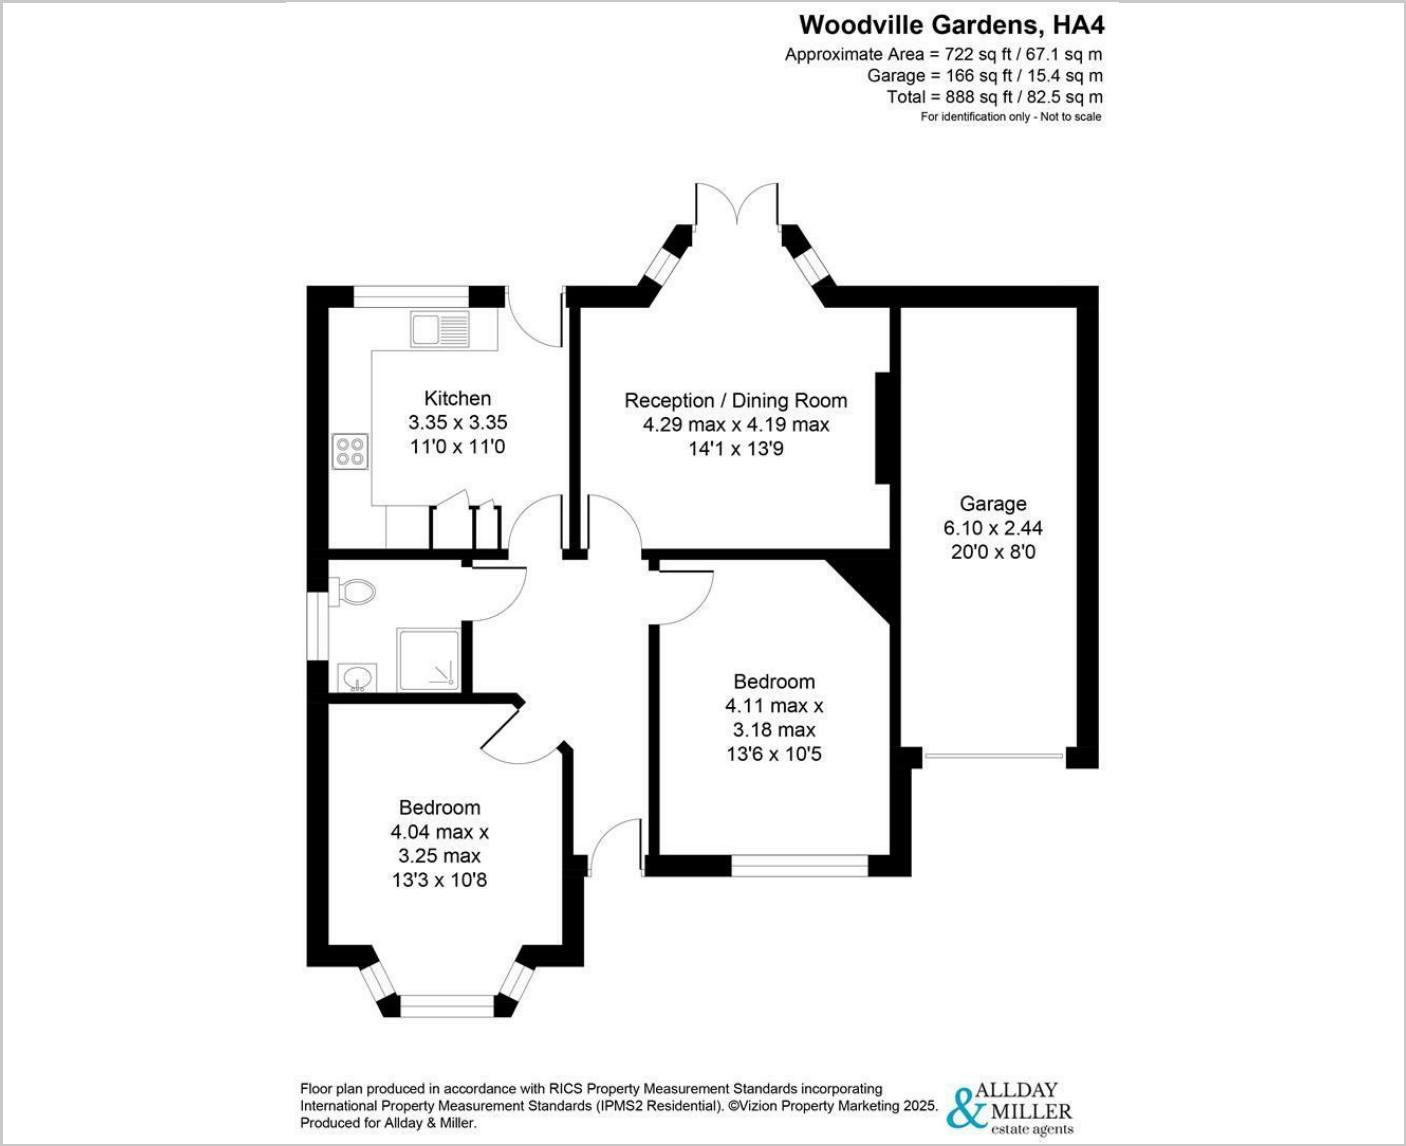 Woodville Gardens, HA4
Approximate Area = 722 sq ft / 67.1 sq m
Garage = 166 sq ft / 15.4 sq m
Total = 888 sq ft / 82.5 sq m
For identification only - Not to scale
Kitchen
3.35 x 3.35
11'0 x 11'0
Reception / Dining Room
4.29 max x 4.19 max
14'1 x 13'9
Garage
6.10 x 2.44
20'0 x 8'0
Bedroom
4.11 max x
3.18 max
13'6 x 10'5
Bedroom
4.04 max x
3.25 max
13'3 x 10'8
Floor plan produced in accordance with RICS Property Measurement Standards incorporating
International Property Measurement Standards (IPMS2 Residential). ©Vizion Property Marketing 2025.
Produced for Allday & Miller.
ALLDAY
& MILLER
estate agents